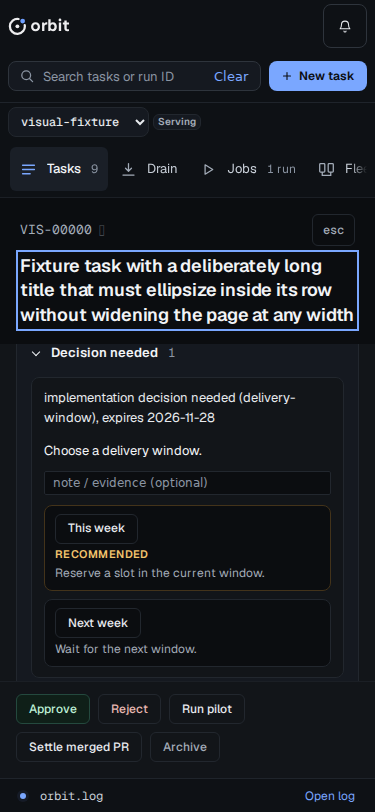 orbit
Search tasks or run ID Clear
+ New task
visual-fixture Serving
Tasks 9 Drain Jobs 1 run Flee
VIS-00000 esc
Fixture task with a deliberately long
title that must ellipsize inside its row
without widening the page at any width
Decision needed 1
implementation decision needed (delivery-
window), expires 2026-11-28
Choose a delivery window.
note / evidence (optional)
This week
RECOMMENDED
Reserve a slot in the current window.
Next week
Wait for the next window.
Approve Reject Run pilot
Settle merged PR Archive
orbit.log Open log